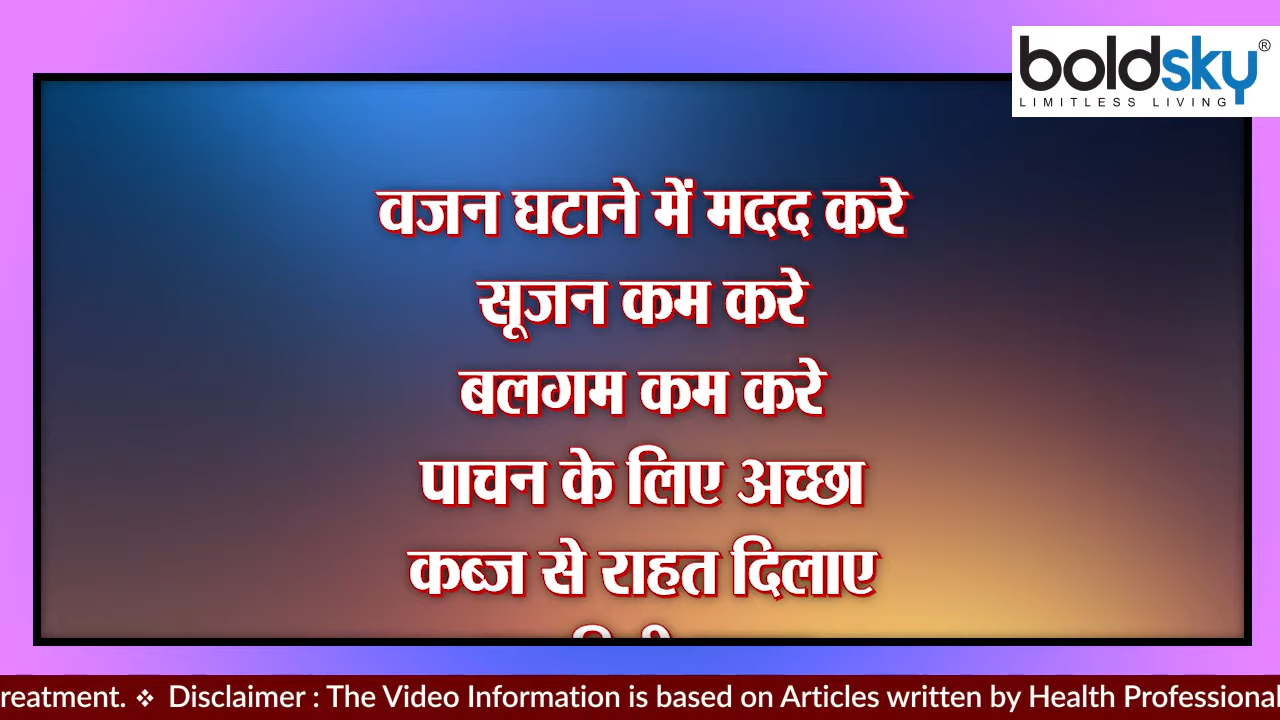 boldsky®
LIMITLESS LIVING
वजन घटाने में मदद करे
सूजन कम करे
बलगम कम करे
पाचन के लिए अच्छा
कब्ज से राहत दिलाए
reatment. ❖ Disclaimer : The Video Information is based on Articles written by Health Professional